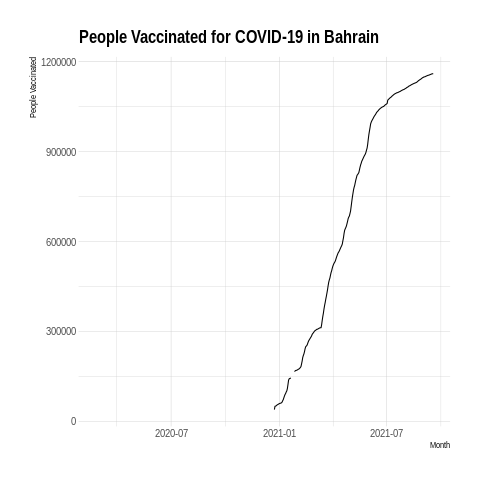 People Vaccinated for COVID-19 in Bahrain
People Vaccinated
1200000
900000
600000
300000
0
2020-07 2021-01 2021-07
Month